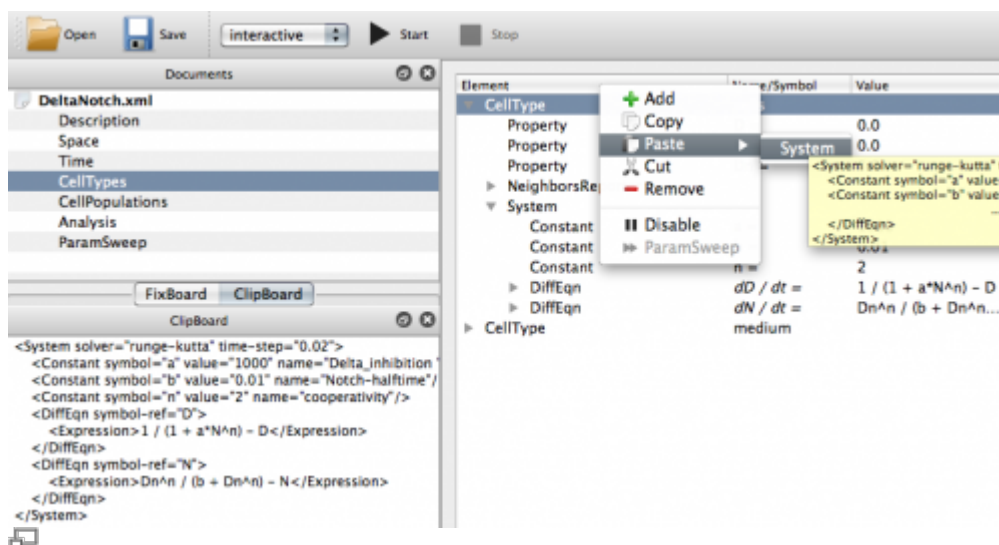 Open Save interactive Start Stop
Documents
DeltaNotch.xml
Description
Space
Time
CellTypes
CellPopulations
Analysis
ParamSweep
FixBoard ClipBoard
ClipBoard
<System solver="runge-kutta" time-step="0.02">
<Constant symbol="a" value="1000" name="Delta_inhibition "
<Constant symbol="b" value="0.01" name="Notch-halftime"/
<Constant symbol="n" value="2" name="cooperativity"/>
<DiffEqn symbol-ref="D">
<Expression>1 / (1 + a*N^n) - D</Expression>
</DiffEqn>
<DiffEqn symbol-ref="N">
<Expression>Dn^n / (b + Dn^n) - N</Expression>
</DiffEqn>
</System>
Element Name/Symbol Value
CellType
Property 0.0
Property 0.0
Property =
NeighborsRe
System
Constant
Constant 0.01
Constant n = 2
DiffEqn dD / dt = 1 / (1 + a*N^n) - D
DiffEqn dN / dt = Dn^n / (b + Dn^n...
CellType medium
Add
Copy
Paste
Cut
Remove
Disable
ParamSweep
System
<System solver="runge-kutta"
<Constant symbol="a" value
<Constant symbol="b" value
</DiffEqn>
</System>